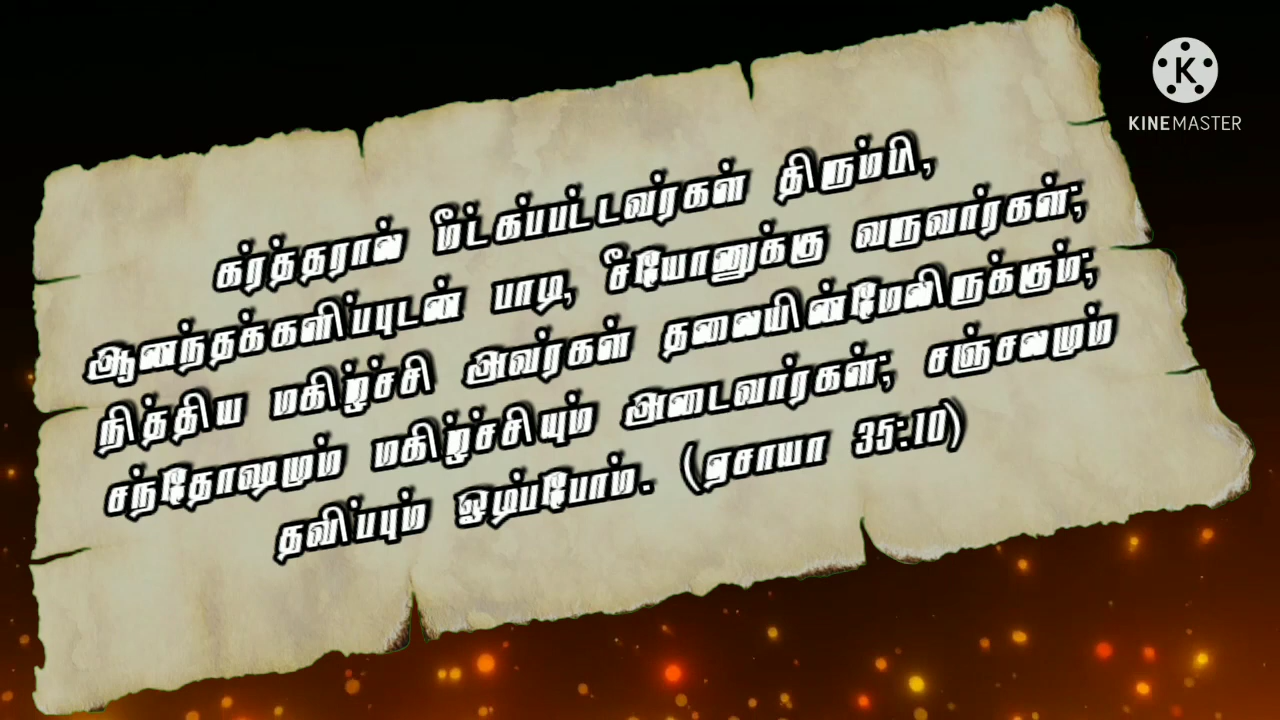 கர்த்தரால் மீட்கப்பட்டவர்கள் திரும்பி,
ஆனந்தக்களிப்புடன் பாடி, சீயோனுக்கு வருவார்கள்;
நித்திய மகிழ்ச்சி அவர்கள் தலையின்மேலிருக்கும்;
சந்தோஷமும் மகிழ்ச்சியும் அடைவார்கள்; சஞ்சலமும்
தவிப்பும் ஓடிப்போம். (ஏசாயா 35:10)
KINEMASTER